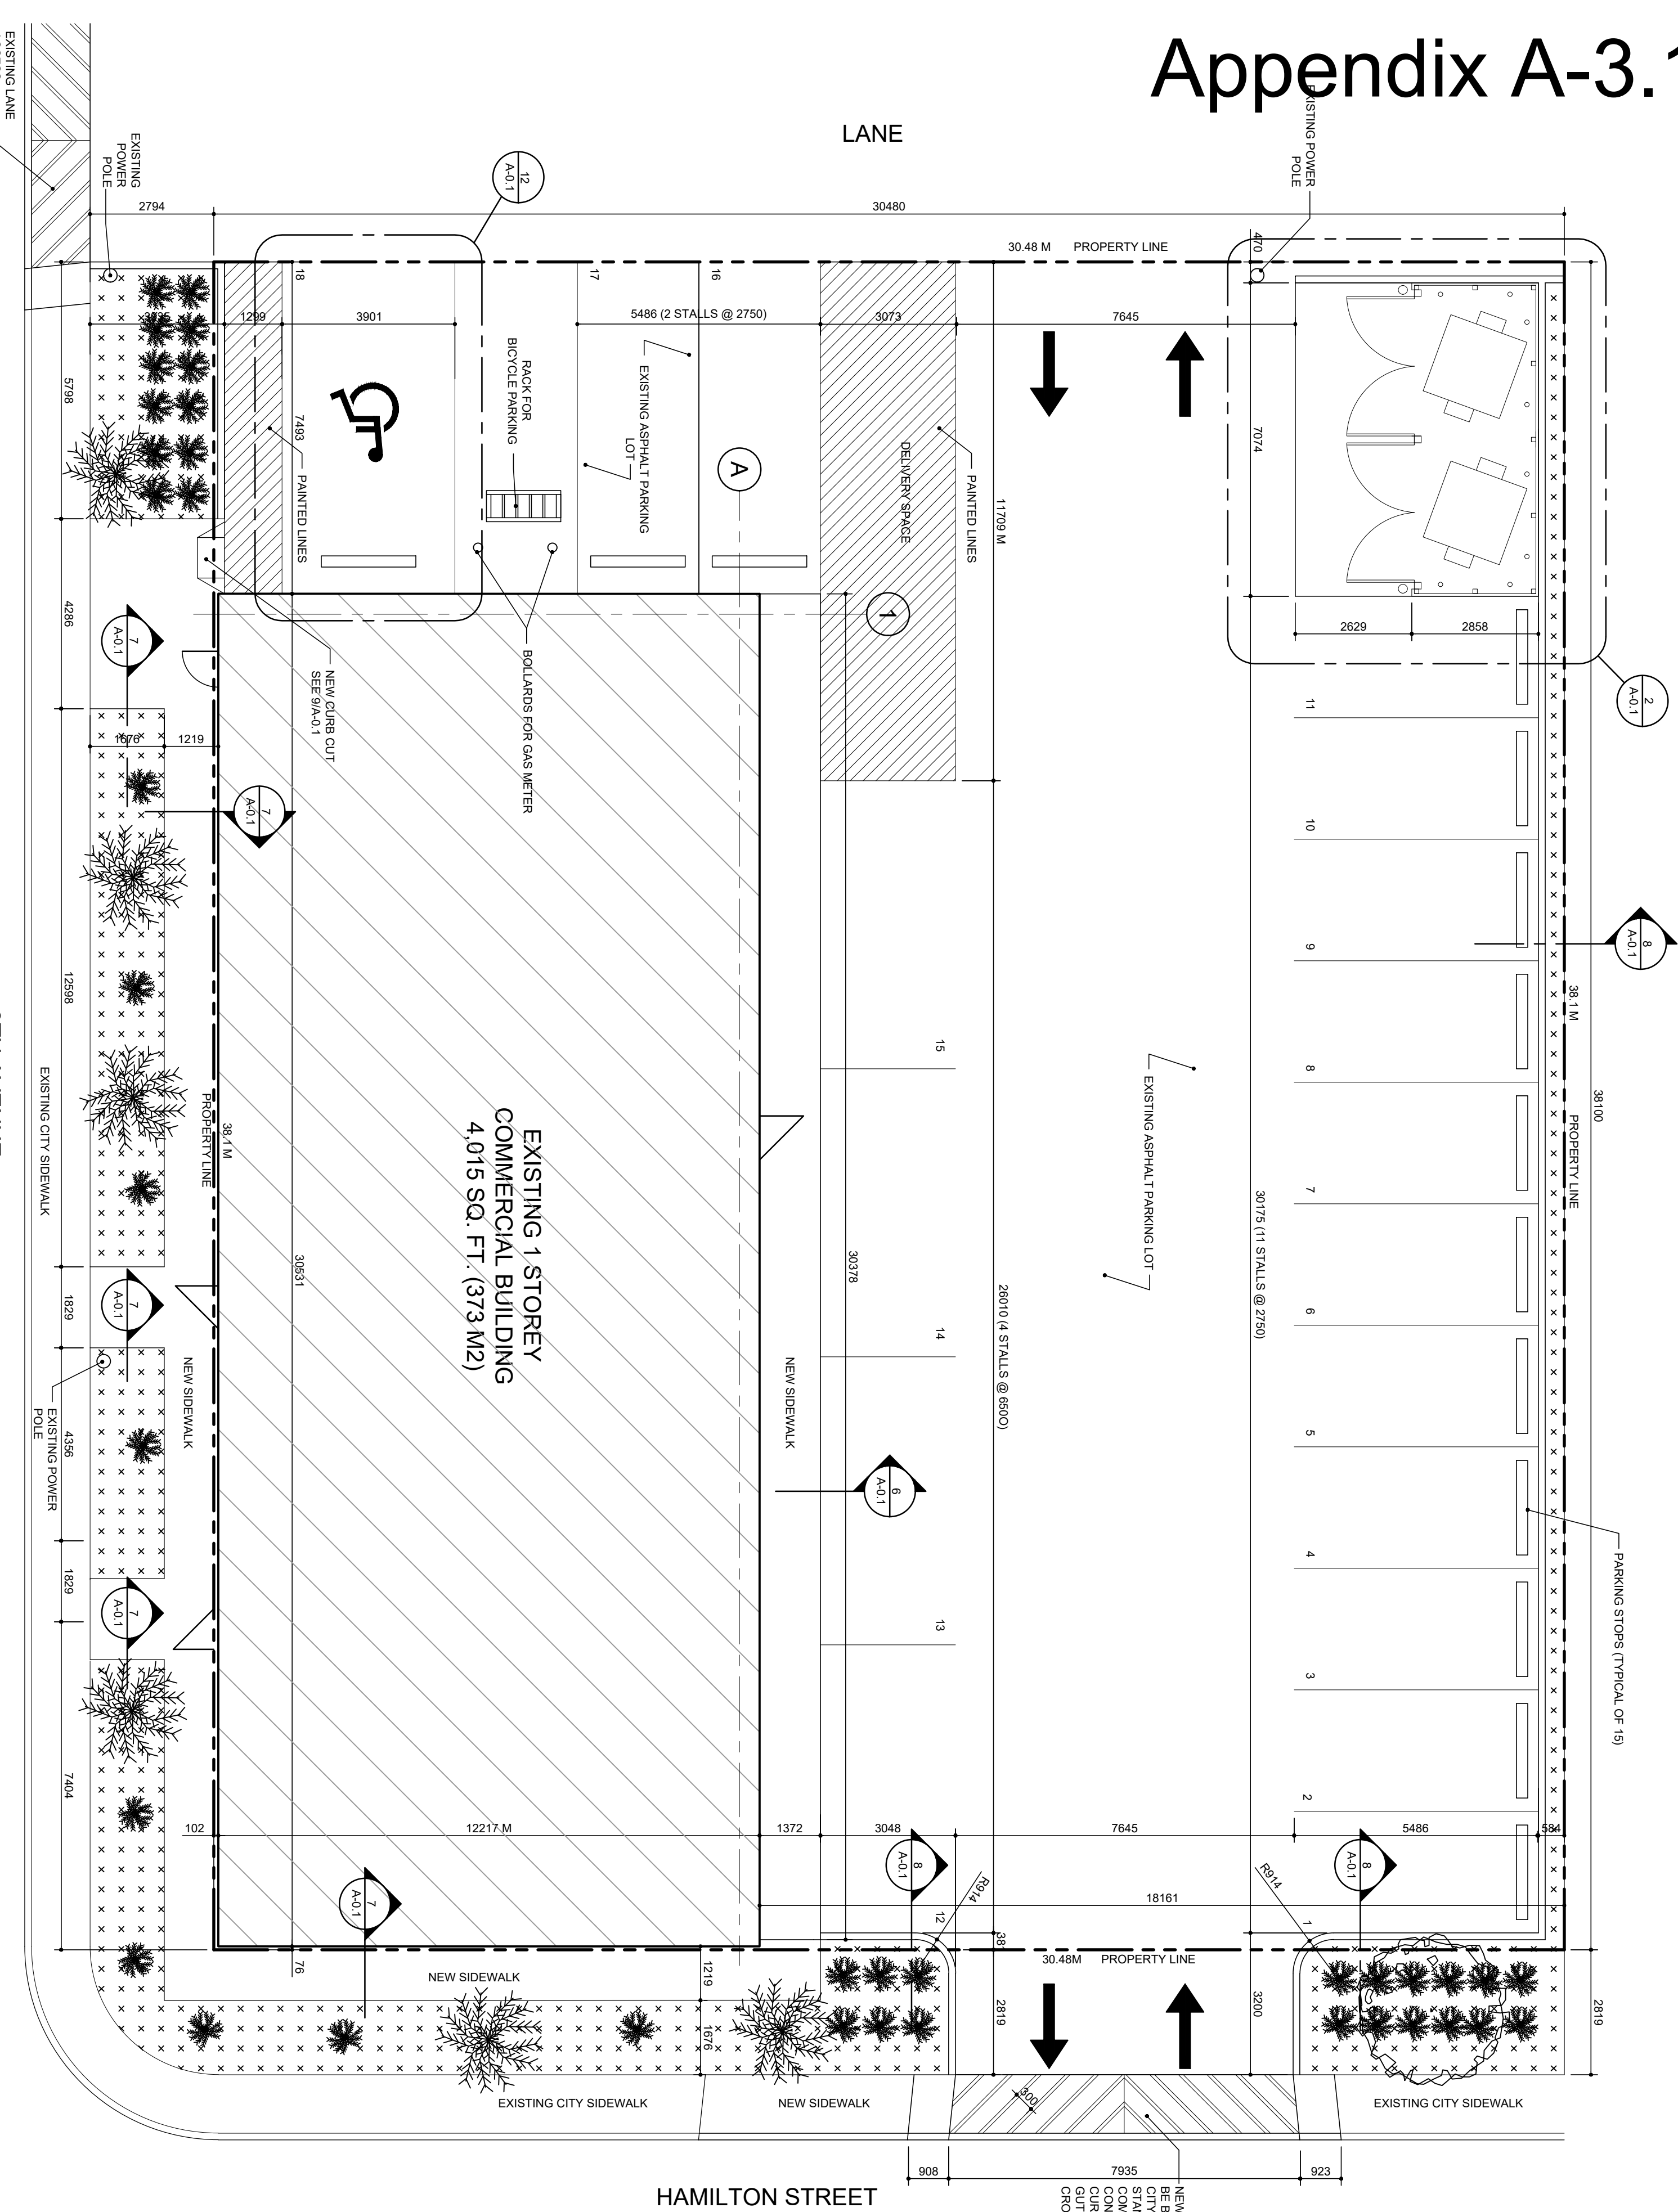 Appendix A-3.1
LANE
EXISTING LANE
EXISTING
POWER
POLE
12
A-0.1
EXISTING POWER
POLE
2794
30480
30.48 M PROPERTY LINE
470
18
17
16
1299
3901
5486 (2 STALLS @ 2750)
3073
7645
5798
7493
PAINTED LINES
RACK FOR
BICYCLE PARKING
EXISTING ASPHALT PARKING
LOT
A
DELIVERY SPACE
PAINTED LINES
11709 M
7074
1
2629
2858
2
A-0.1
4286
7
A-0.1
NEW CURB CUT
SEE 9/A-0.1
BOLLARDS FOR GAS METER
11
1676
1219
7
A-0.1
10
9
8
A-0.1
38.1 M
PROPERTY LINE
38100
12598
EXISTING CITY SIDEWALK
PROPERTY LINE
38.1 M
30531
EXISTING 1 STOREY
COMMERCIAL BUILDING
4,015 SQ. FT. (373 M2)
30378
15
EXISTING ASPHALT PARKING LOT
26010 (4 STALLS @ 6500)
30175 (11 STALLS @ 2750)
8
7
6
1829
7
A-0.1
NEW SIDEWALK
NEW SIDEWALK
14
5
4356
EXISTING POWER
POLE
6
A-0.1
4
PARKING STOPS (TYPICAL OF 15)
1829
7
A-0.1
13
3
2
7404
102
12217 M
1372
3048
7645
5486
584
7
A-0.1
8
A-0.1
R914
R914
8
A-0.1
18161
12
1
76
NEW SIDEWALK
1219
1676
30.48M PROPERTY LINE
2819
3200
2819
EXISTING CITY SIDEWALK
NEW SIDEWALK
300
EXISTING CITY SIDEWALK
908
7935
923
HAMILTON STREET